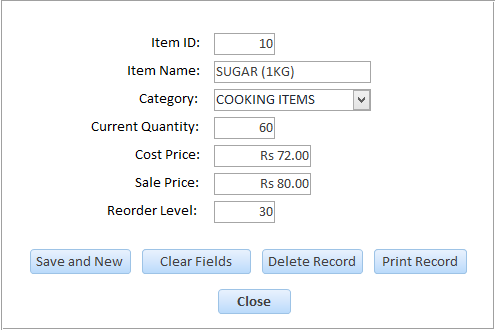 Item ID: 10
Item Name: SUGAR (1KG)
Category: COOKING ITEMS
Current Quantity: 60
Cost Price: Rs 72.00
Sale Price: Rs 80.00
Reorder Level: 30
Save and New Clear Fields Delete Record Print Record
Close